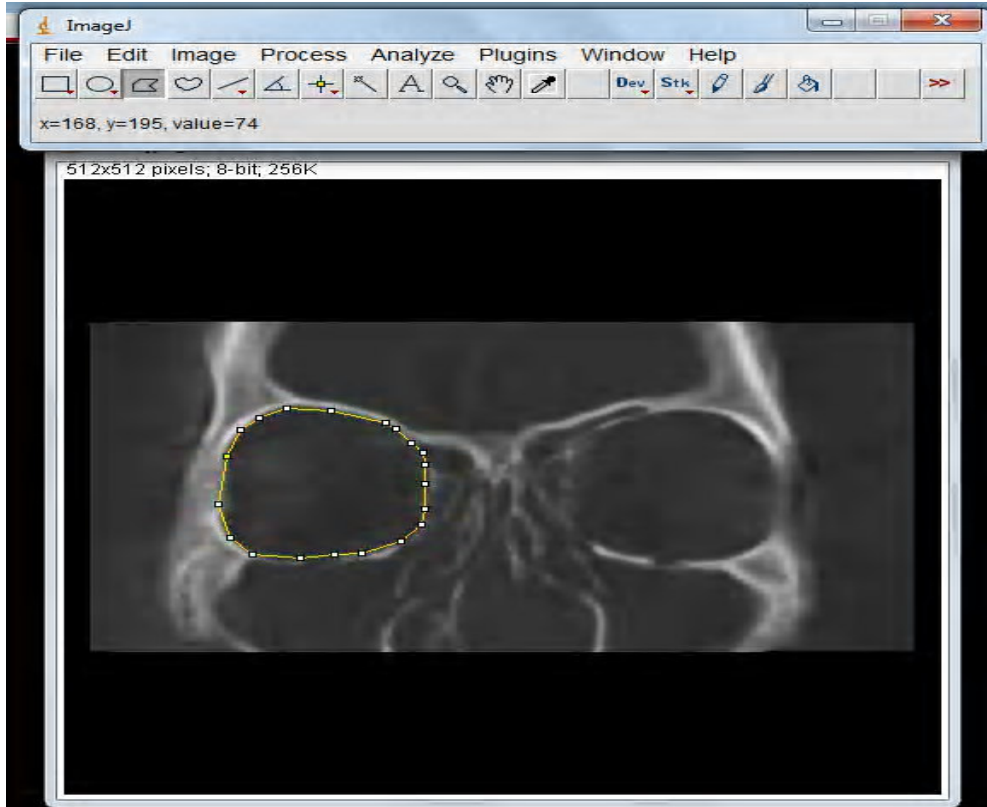 ImageJ
File Edit Image Process Analyze Plugins Window Help
A Dev Stk >>
x=168, y=195, value=74
512x512 pixels; 8-bit; 256K